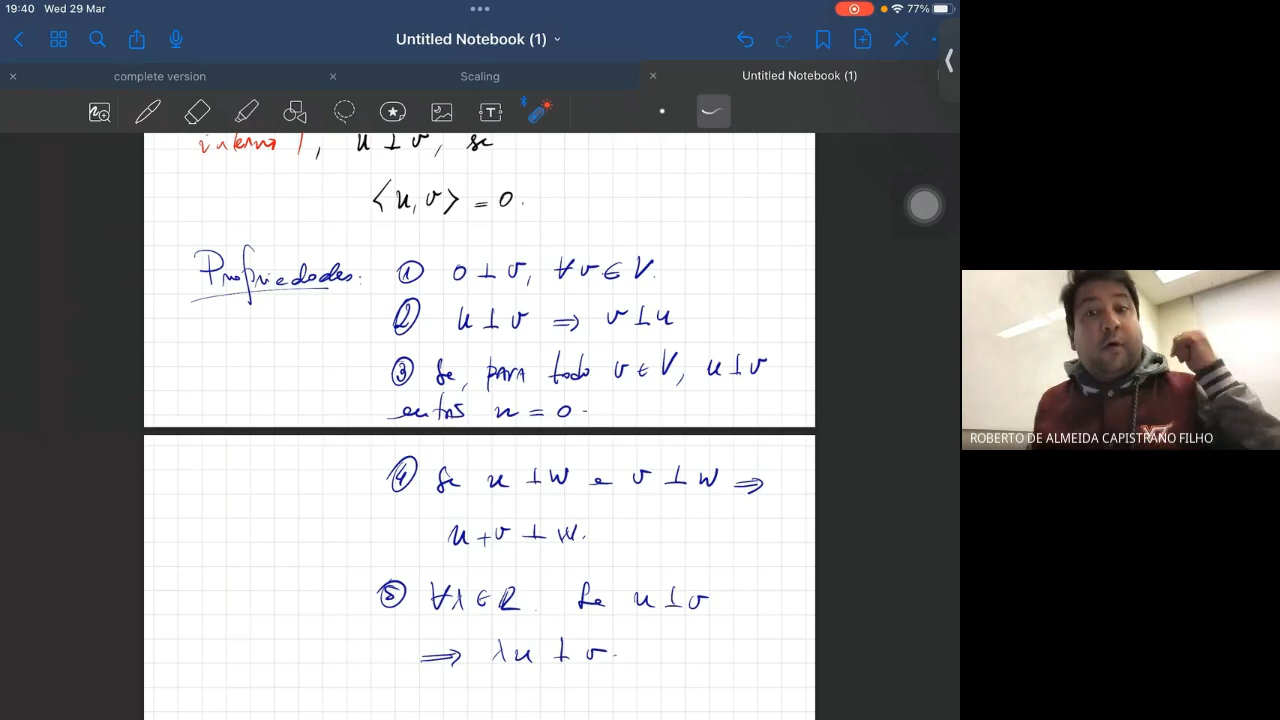 19:40 Wed 29 Mar
77%
Untitled Notebook (1)
complete version
Scaling
Untitled Notebook (1)
interno), u ⊥ v, se
⟨u, v⟩ = 0.
Propriedades: ① 0 ⊥ v, ∀ v ∈ V.
② u ⊥ v ⇒ v ⊥ u
③ Se, PARA todo v ∈ V, u ⊥ v
então u = 0.
④ Se u ⊥ w e v ⊥ w ⇒
u + v ⊥ w.
⑤ ∀ λ ∈ R. Se u ⊥ v
⇒ λu ⊥ v.
ROBERTO DE ALMEIDA CAPISTRANO FILHO